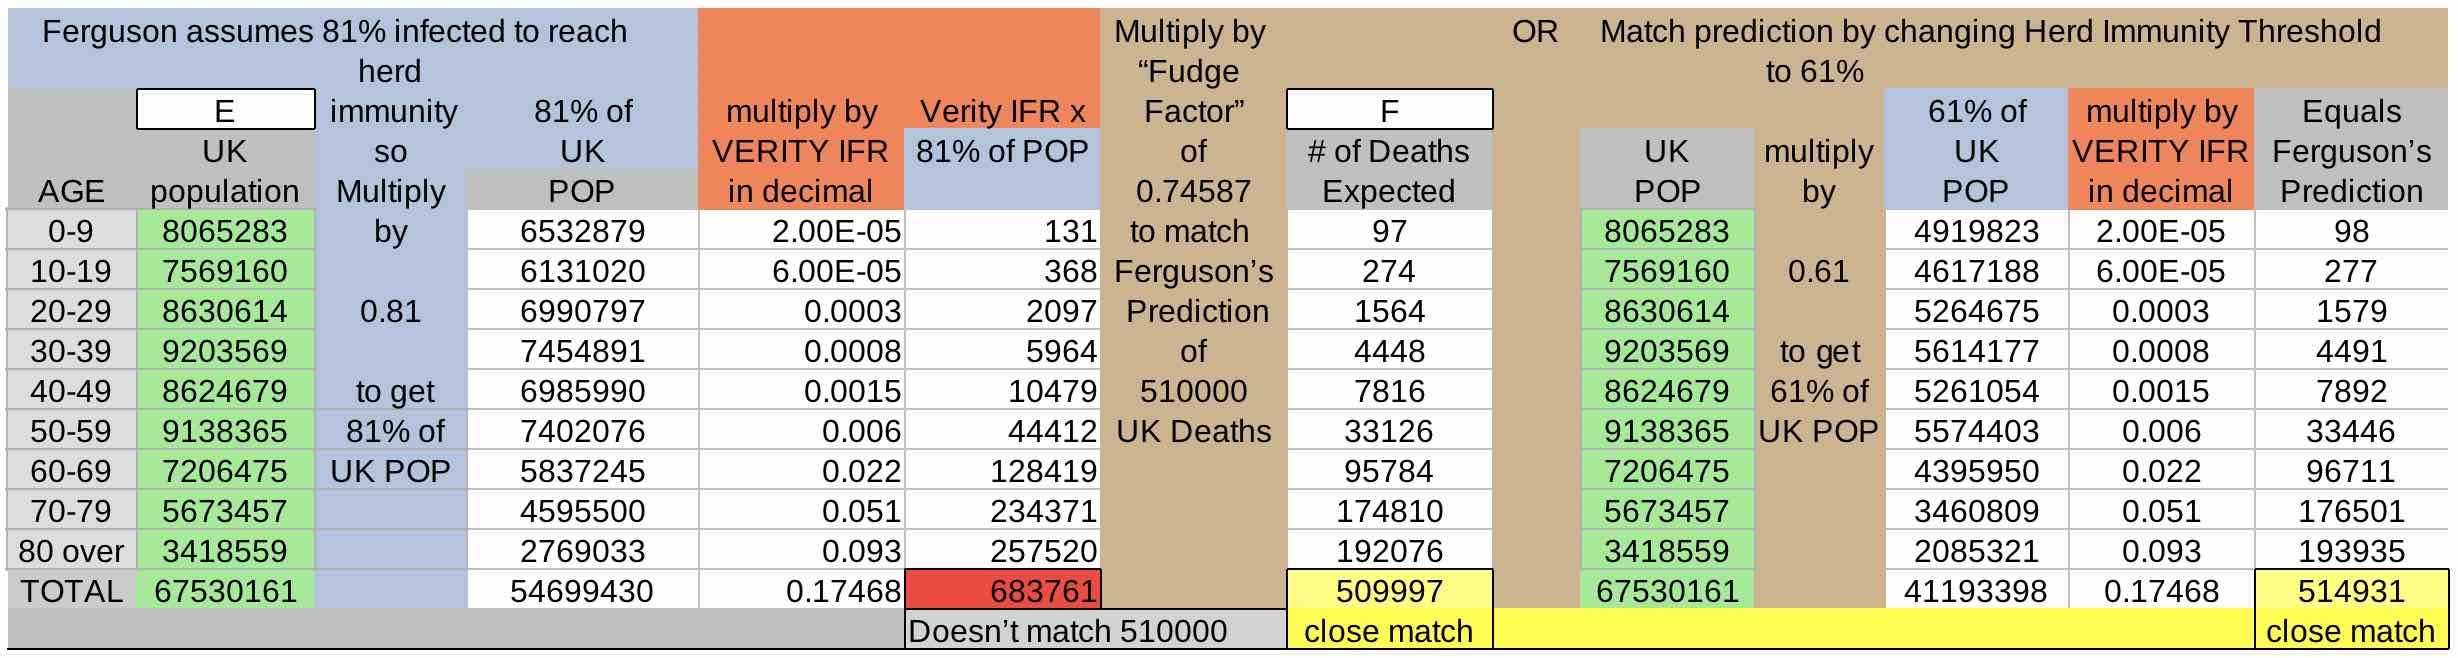 Ferguson assumes 81% infected to reach Multiply by OR Match prediction by changing Herd Immunity Threshold
herd “Fudge to 61%
E immunity 81% of multiply by Verity IFR x Factor” F 61% of multiply by Equals
UK so UK VERITY IFR 81% of POP of # of Deaths UK multiply UK VERITY IFR Ferguson’s
AGE population Multiply POP in decimal 0.74587 Expected POP by POP in decimal Prediction
0-9 8065283 by 6532879 2.00E-05 131 to match 97 8065283 4919823 2.00E-05 98
10-19 7569160 6131020 6.00E-05 368 Ferguson’s 274 7569160 0.61 4617188 6.00E-05 277
20-29 8630614 0.81 6990797 0.0003 2097 Prediction 1564 8630614 5264675 0.0003 1579
30-39 9203569 7454891 0.0008 5964 of 4448 9203569 to get 5614177 0.0008 4491
40-49 8624679 to get 6985990 0.0015 10479 510000 7816 8624679 61% of 5261054 0.0015 7892
50-59 9138365 81% of 7402076 0.006 44412 UK Deaths 33126 9138365 UK POP 5574403 0.006 33446
60-69 7206475 UK POP 5837245 0.022 128419 95784 7206475 4395950 0.022 96711
70-79 5673457 4595500 0.051 234371 174810 5673457 3460809 0.051 176501
80 over 3418559 2769033 0.093 257520 192076 3418559 2085321 0.093 193935
TOTAL 67530161 54699430 0.17468 683761 509997 67530161 41193398 0.17468 514931
Doesn’t match 510000 close match close match